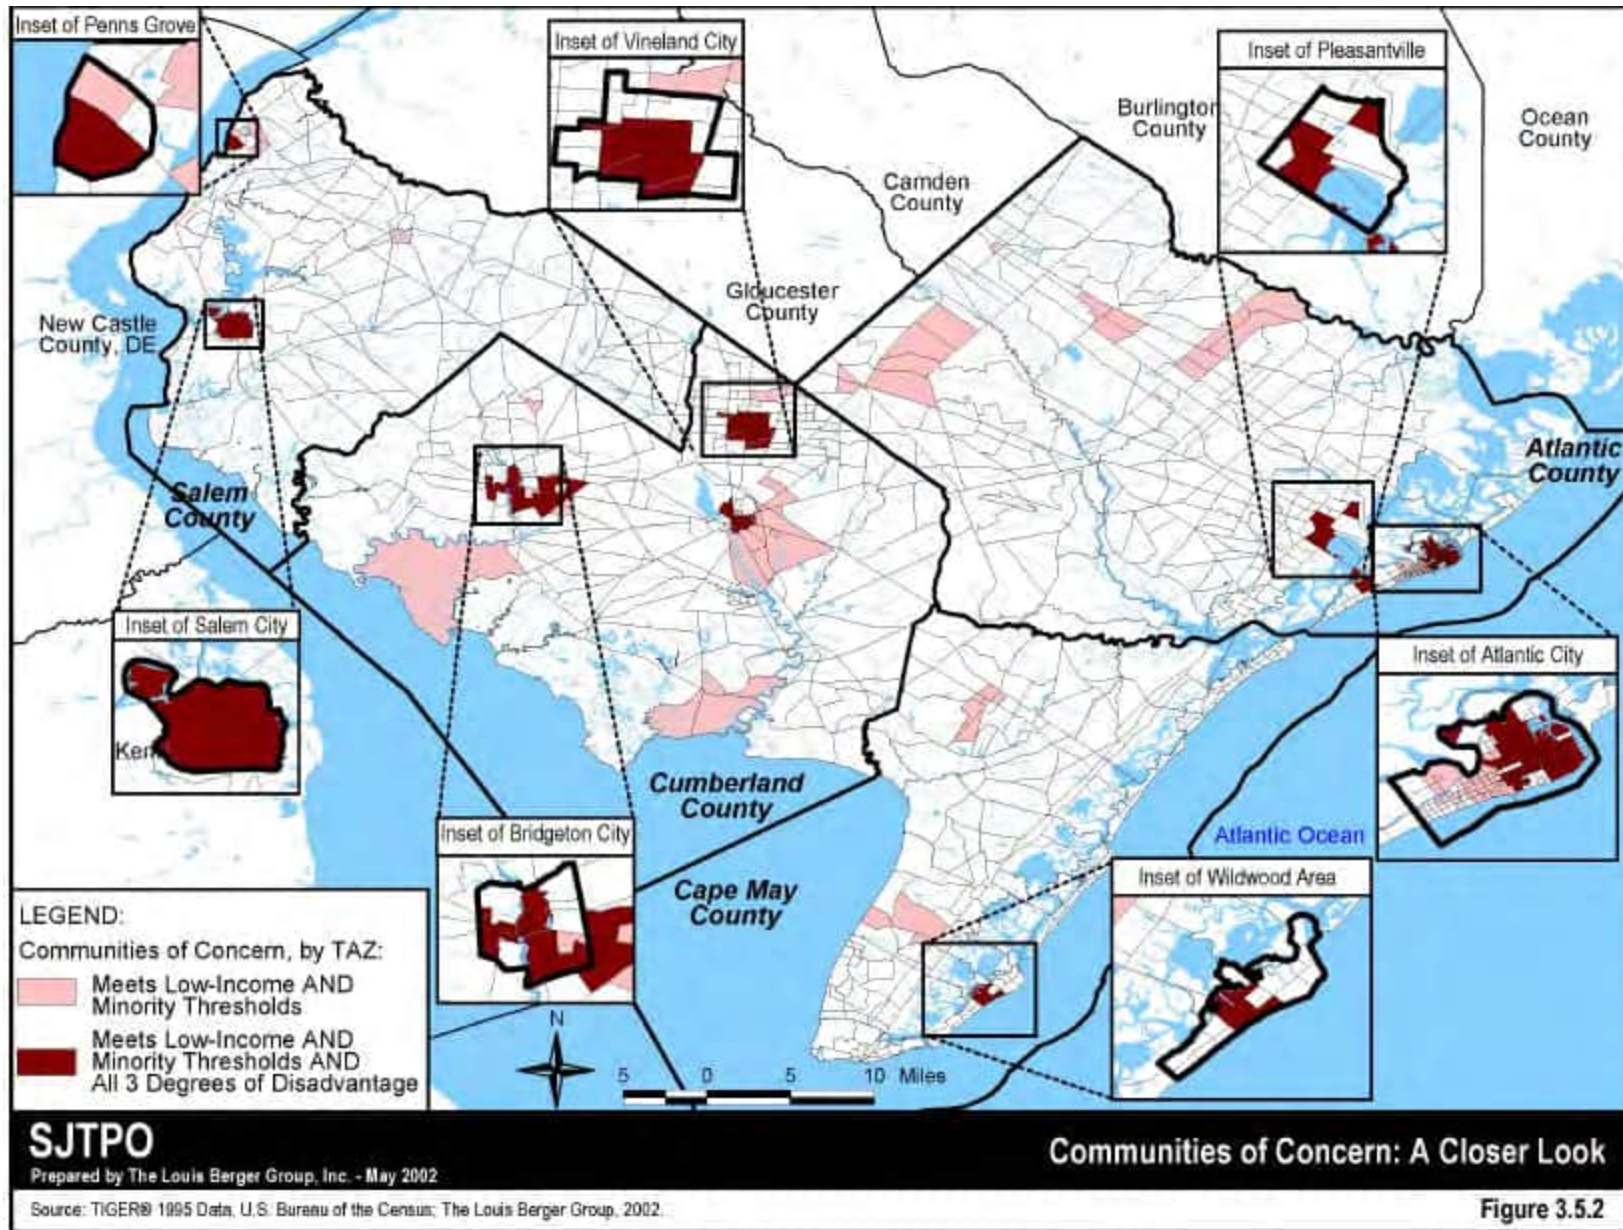 Inset of Penns Grove
Inset of Vineland City
Inset of Pleasantville
Burlington
County
Ocean
County
Camden
County
Gloucester
County
New Castle
County, DE
Salem
County
Atlantic
County
Inset of Salem City
Inset of Atlantic City
Cumberland
County
Inset of Bridgeton City
Atlantic Ocean
Inset of Wildwood Area
Cape May
County
LEGEND:
Communities of Concern, by TAZ:
Meets Low-Income AND
Minority Thresholds
Meets Low-Income AND
Minority Thresholds AND
All 3 Degrees of Disadvantage
N
5 0 5 10 Miles
SJTPO
Prepared by The Louis Berger Group, Inc. - May 2002
Communities of Concern: A Closer Look
Source: TIGER® 1995 Data, U.S. Bureau of the Census; The Louis Berger Group, 2002.
Figure 3.5.2